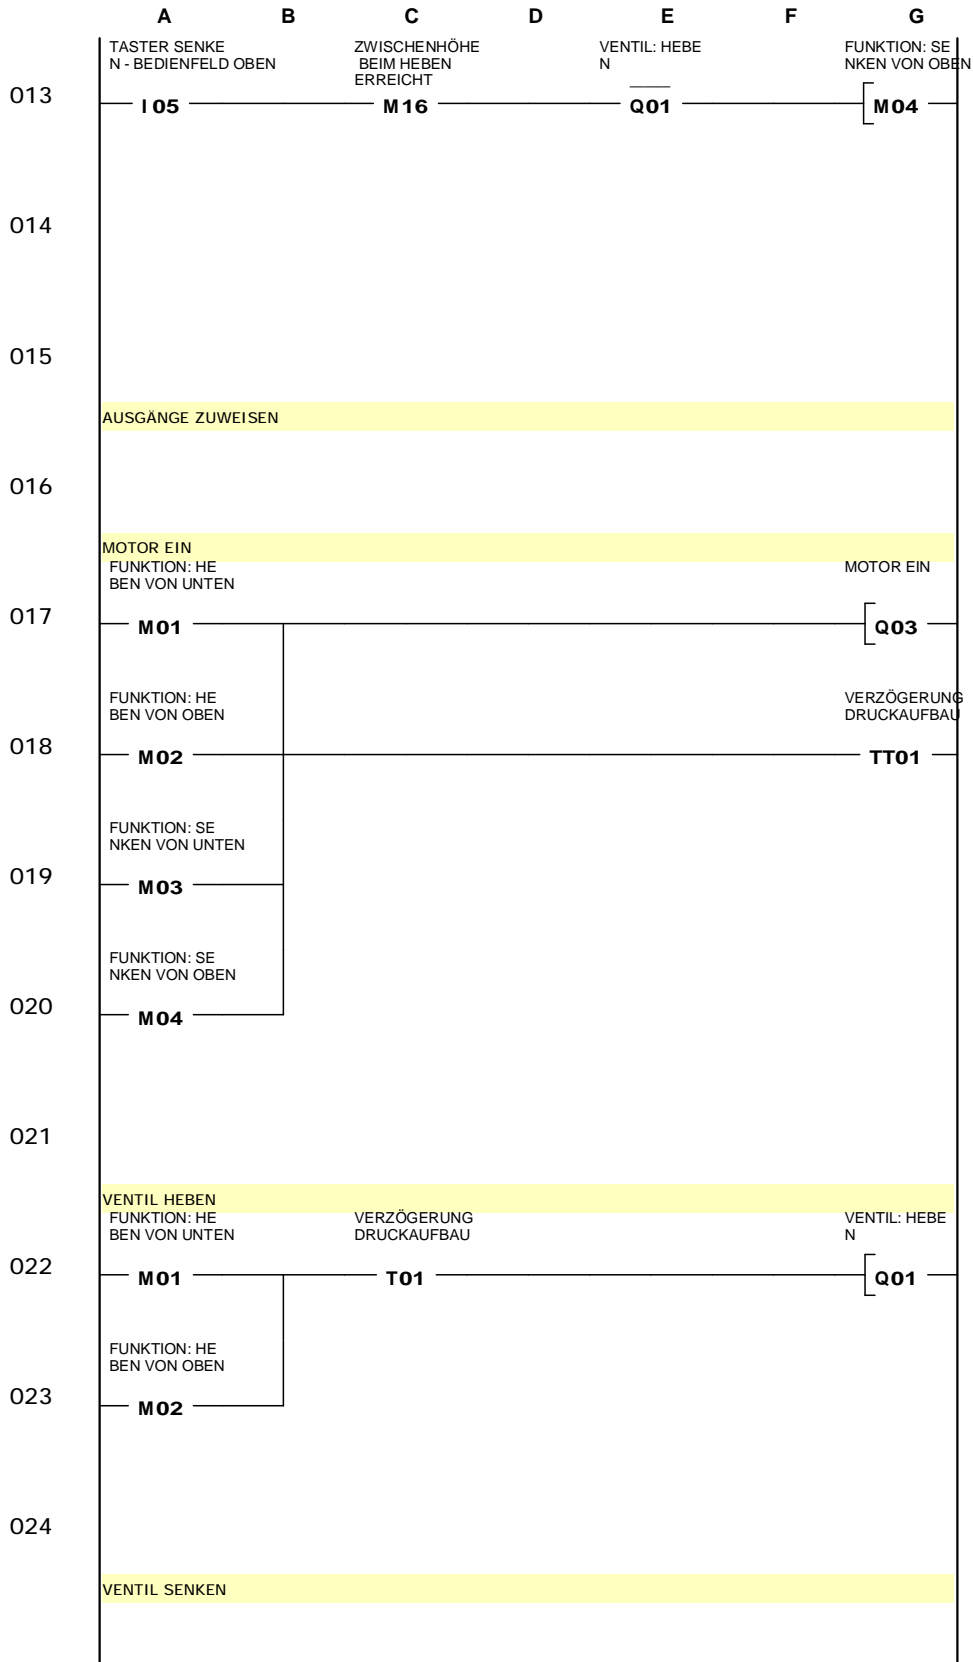 A B C D E F G
TASTER SENKE ZWISCHENHÖHE VENTIL: HEBE FUNKTION: SE
N - BEDIENFELD OBEN BEIM HEBEN N NKEN VON OBEN
ERREICHT
013 I05 M16 Q01 M04
014
015
AUSGÄNGE ZUWEISEN
016
MOTOR EIN
FUNKTION: HE MOTOR EIN
BEN VON UNTEN
017 M01 Q03
FUNKTION: HE VERZÖGERUNG
BEN VON OBEN DRUCKAUFBAU
018 M02 TT01
FUNKTION: SE
NKEN VON UNTEN
019 M03
FUNKTION: SE
NKEN VON OBEN
020 M04
021
VENTIL HEBEN
FUNKTION: HE VERZÖGERUNG VENTIL: HEBE
BEN VON UNTEN DRUCKAUFBAU N
022 M01 T01 Q01
FUNKTION: HE
BEN VON OBEN
023 M02
024
VENTIL SENKEN